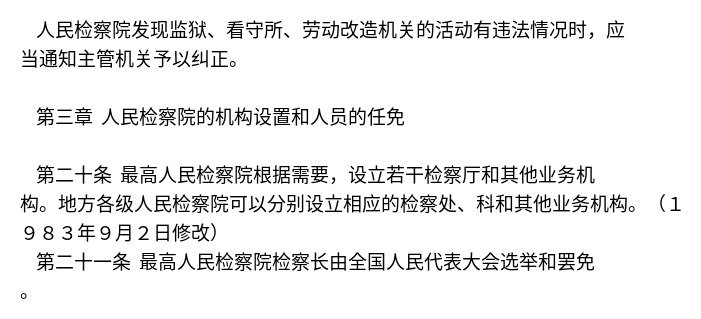 人民检察院发现监狱、看守所、劳动改造机关的活动有违法情况时，应
当通知主管机关予以纠正。
第三章 人民检察院的机构设置和人员的任免
第二十条 最高人民检察院根据需要，设立若干检察厅和其他业务机
构。地方各级人民检察院可以分别设立相应的检察处、科和其他业务机构。（１
９８３年９月２日修改）
第二十一条 最高人民检察院检察长由全国人民代表大会选举和罢免
。